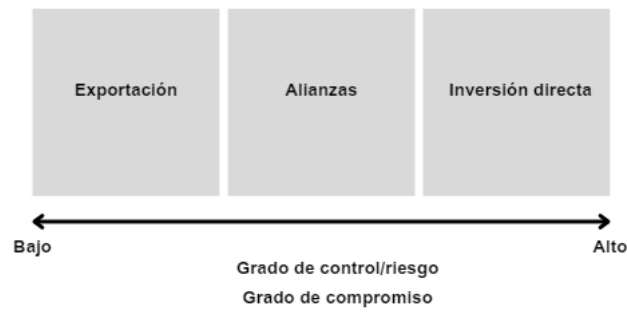 Exportación
Alianzas
Inversión directa
Bajo
Alto
Grado de control/riesgo
Grado de compromiso